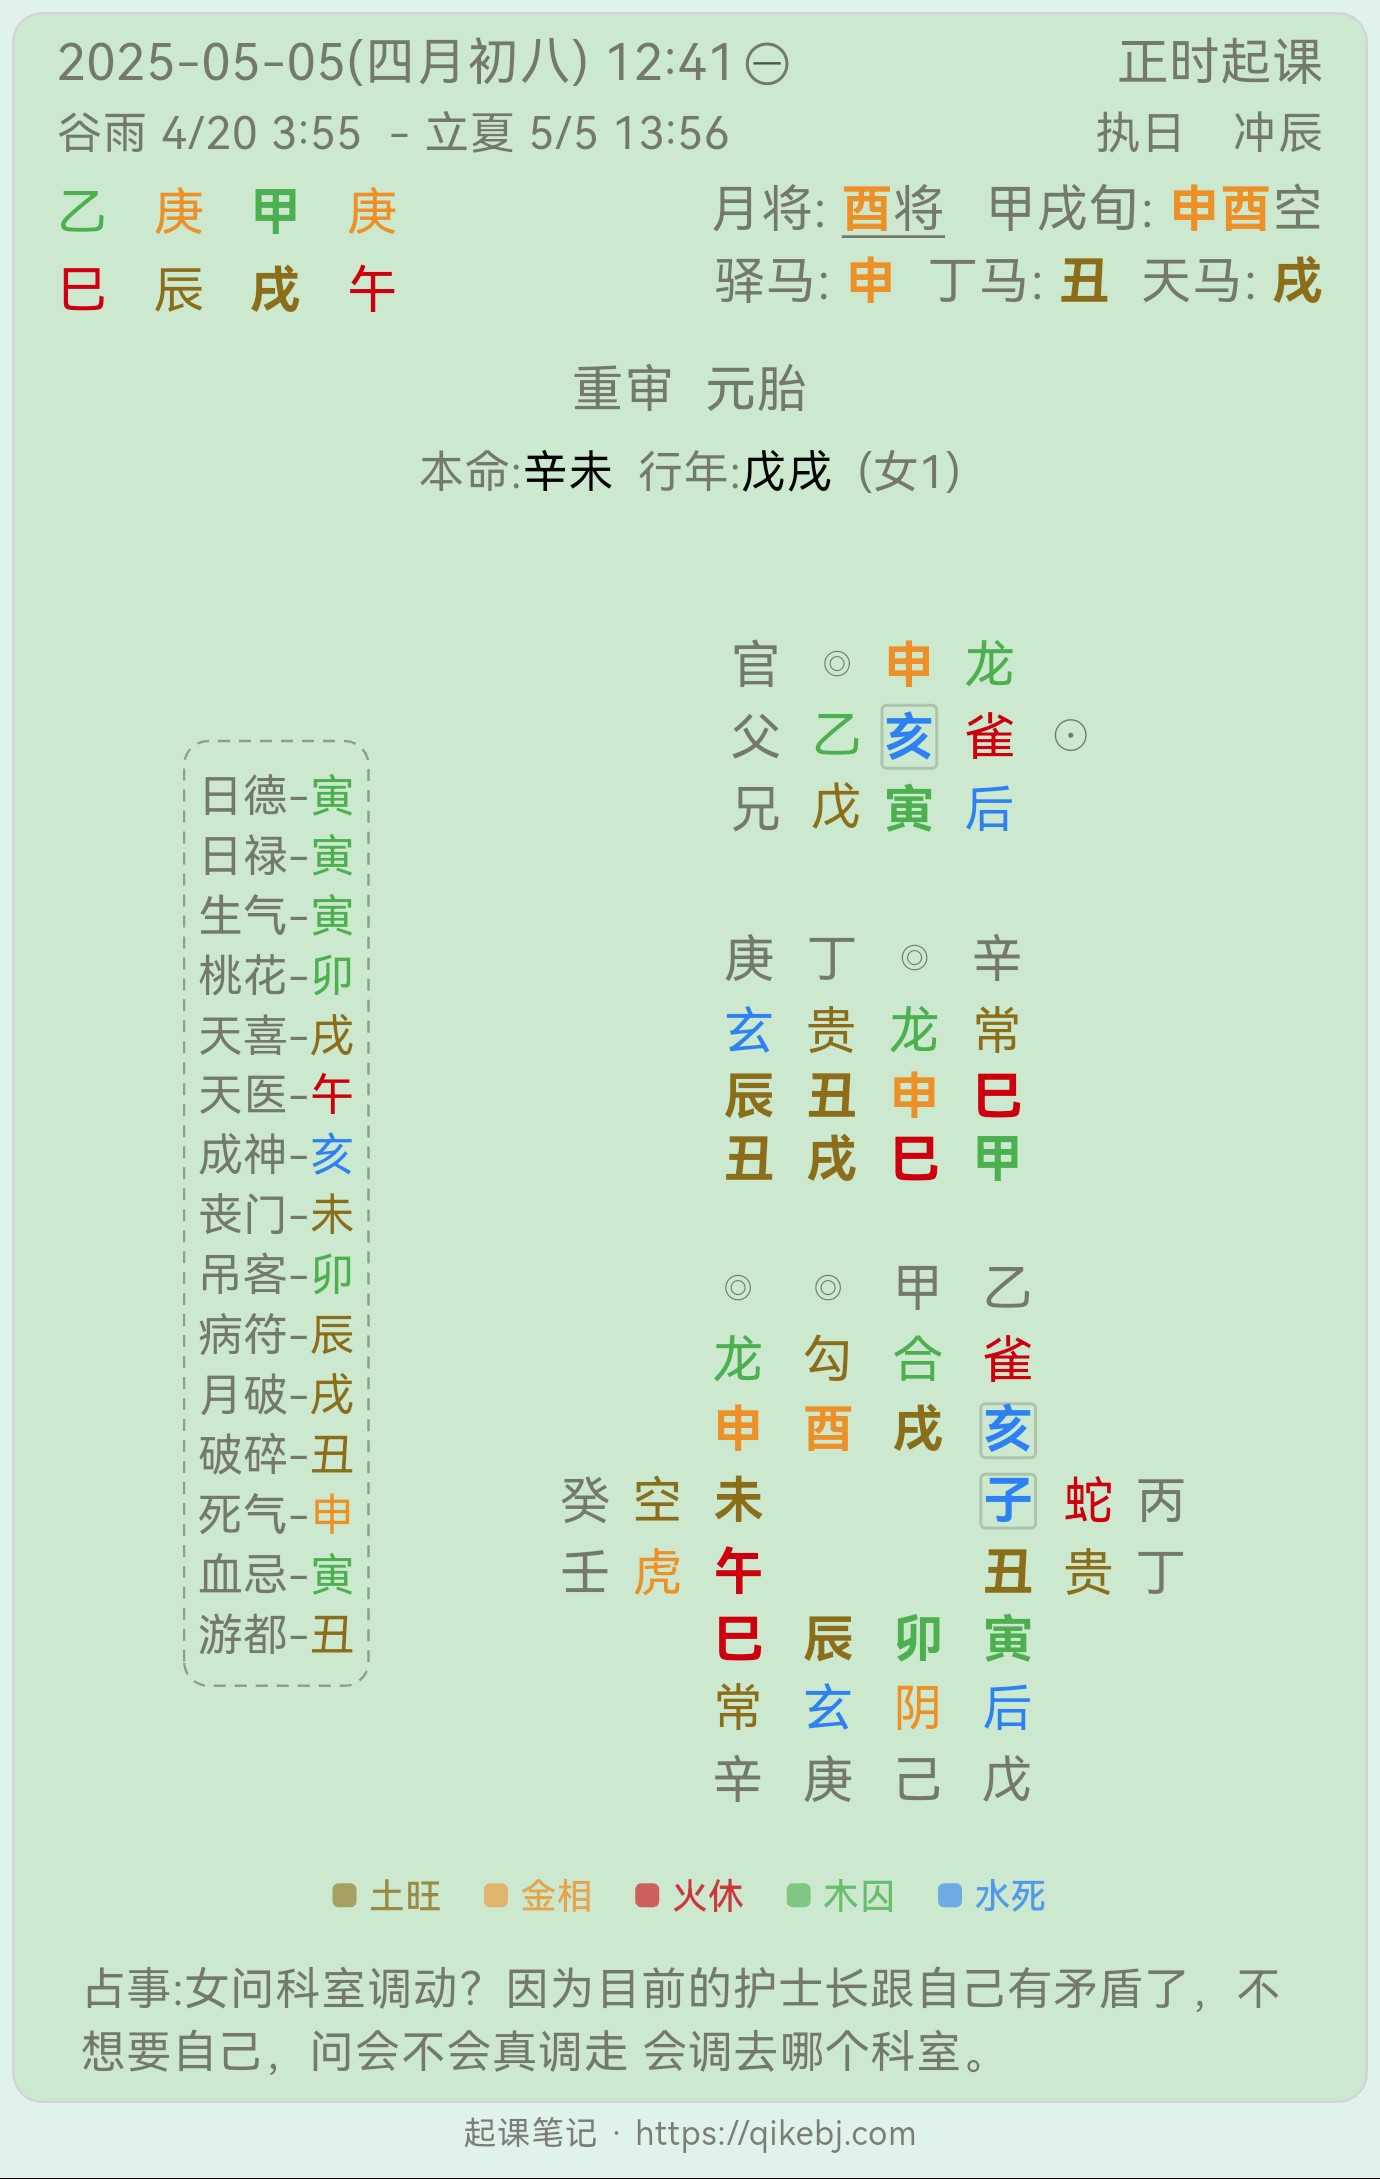 2025-05-05(四月初八) 12:41㊀ 正时起课
谷雨 4/20 3:55 - 立夏 5/5 13:56 执日 冲辰
乙 庚 甲 庚 月将: 酉将 甲戌旬: 申酉空
巳 辰 戌 午 驿马: 申 丁马: 丑 天马: 戌
重审 元胎
本命:辛未 行年:戊戌 (女1)
官 ◎ 申 龙
父 乙 亥 雀 ⊙
兄 戊 寅 后
日德-寅
日禄-寅
生气-寅
桃花-卯
天喜-戌
天医-午
成神-亥
丧门-未
吊客-卯
病符-辰
月破-戌
破碎-丑
死气-申
血忌-寅
游都-丑
庚 丁 ◎ 辛
玄 贵 龙 常
辰 丑 申 巳
丑 戌 巳 甲
◎ ◎ 甲 乙
龙 勾 合 雀
申 酉 戌 亥
癸 空 未 子 蛇 丙
壬 虎 午 丑 贵 丁
巳 辰 卯 寅
常 玄 阴 后
辛 庚 己 戊
土旺 金相 火休 木囚 水死
占事:女问科室调动？因为目前的护士长跟自己有矛盾了，不
想要自己，问会不会真调走 会调去哪个科室。
起课笔记 · https://qikebj.com